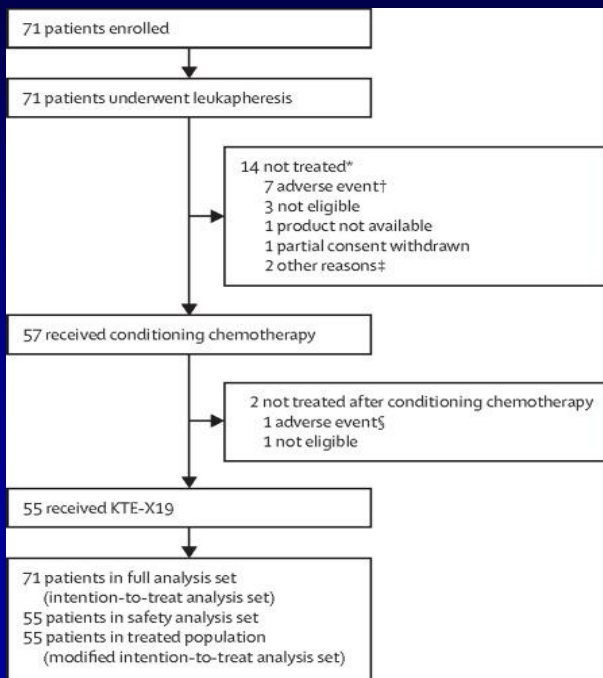 71 patients enrolled
71 patients underwent leukapheresis
14 not treated*
7 adverse event†
3 not eligible
1 product not available
1 partial consent withdrawn
2 other reasons‡
57 received conditioning chemotherapy
2 not treated after conditioning chemotherapy
1 adverse event§
1 not eligible
55 received KTE-X19
71 patients in full analysis set
(intention-to-treat analysis set)
55 patients in safety analysis set
55 patients in treated population
(modified intention-to-treat analysis set)